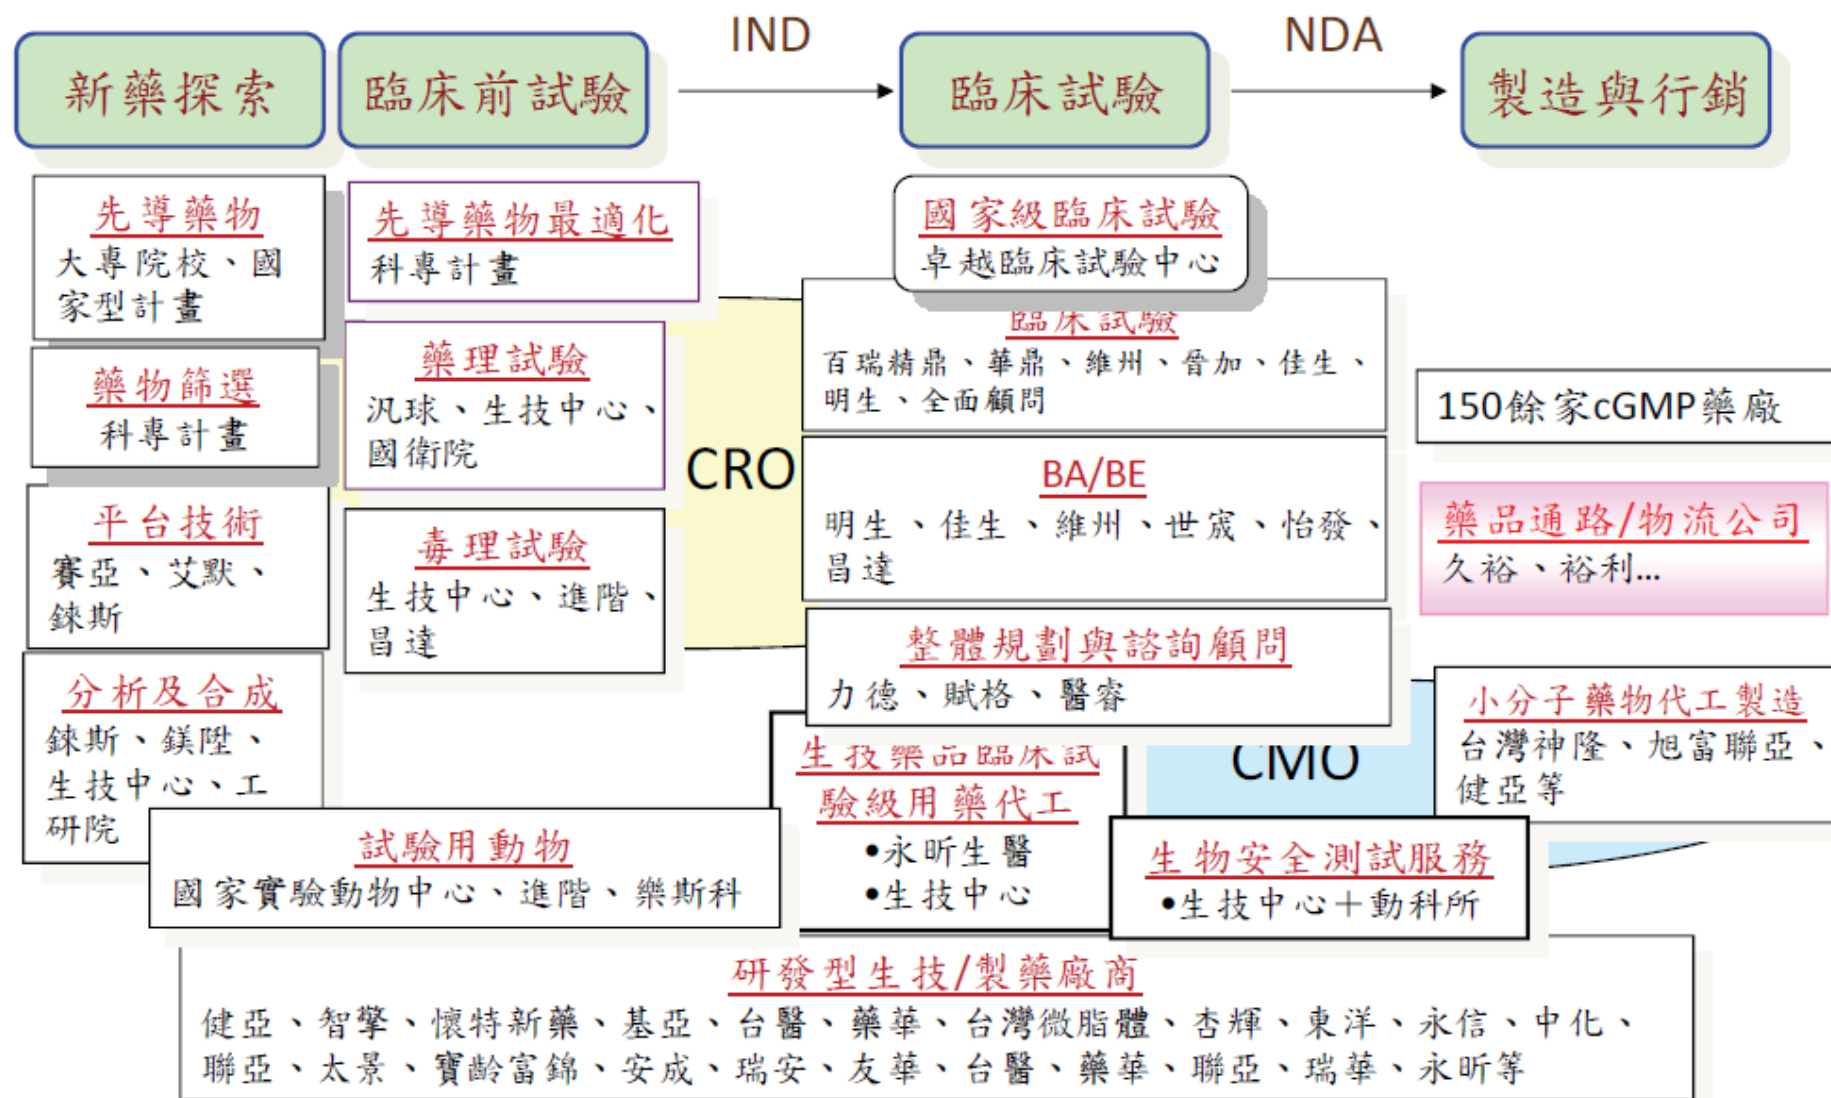 IND
NDA
新藥探索
臨床前試驗
臨床試驗
製造與行銷
先導藥物
大專院校、國
家型計畫
藥物篩選
科專計畫
平台技術
賽亞、艾默、
錸斯
分析及合成
錸斯、鎂陞、
生技中心、工
研院
先導藥物最適化
科專計畫
藥理試驗
汎球、生技中心、
國衛院
毒理試驗
生技中心、進階、
昌達
試驗用動物
國家實驗動物中心、進階、樂斯科
CRO
國家級臨床試驗
卓越臨床試驗中心
臨床試驗
百瑞精鼎、華鼎、維州、晉加、佳生、
明生、全面顧問
BA/BE
明生、佳生、維州、世宬、怡發、
昌達
整體規劃與諮詢顧問
力德、賦格、醫睿
生技藥品臨床試
驗級用藥代工
•永昕生醫
•生技中心
CMO
生物安全測試服務
•生技中心＋動科所
150餘家cGMP藥廠
藥品通路/物流公司
久裕、裕利...
小分子藥物代工製造
台灣神隆、旭富聯亞、
健亞等
研發型生技/製藥廠商
健亞、智擎、懷特新藥、基亞、台醫、藥華、台灣微脂體、杏輝、東洋、永信、中化、
聯亞、太景、寶齡富錦、安成、瑞安、友華、台醫、藥華、聯亞、瑞華、永昕等